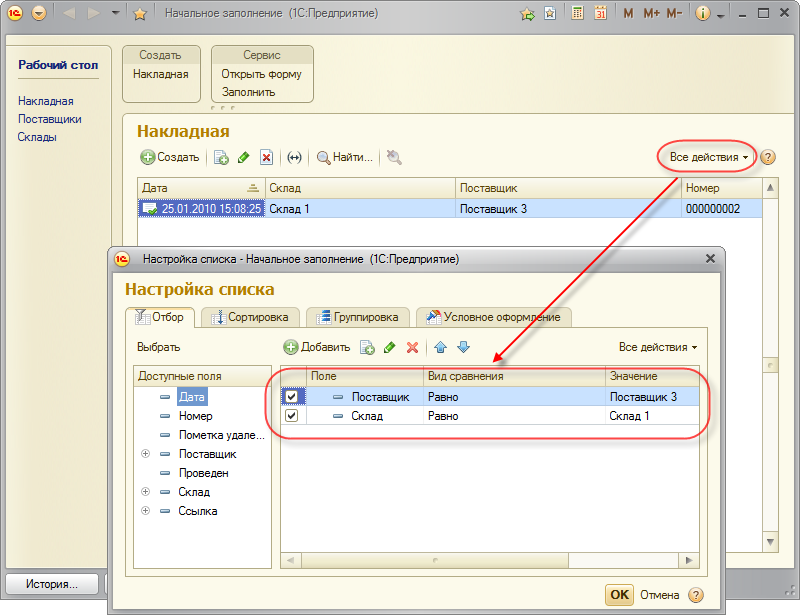 Начальное заполнение (1С:Предприятие)
M M+ M-
Рабочий стол
Накладная
Поставщики
Склады
Создать
Накладная
Сервис
Открыть форму
Заполнить
Накладная
Создать
Найти...
Все действия
Дата Склад Поставщик Номер
25.01.2010 15:08:25 Склад 1 Поставщик 3 000000002
Настройка списка - Начальное заполнение (1С:Предприятие)
Настройка списка
Отбор Сортировка Группировка Условное оформление
Выбрать
Добавить
Все действия
Доступные поля
Дата
Номер
Пометка удале...
Поставщик
Проведен
Склад
Ссылка
Поле Вид сравнения Значение
Поставщик Равно Поставщик 3
Склад Равно Склад 1
OK Отмена ?
История...